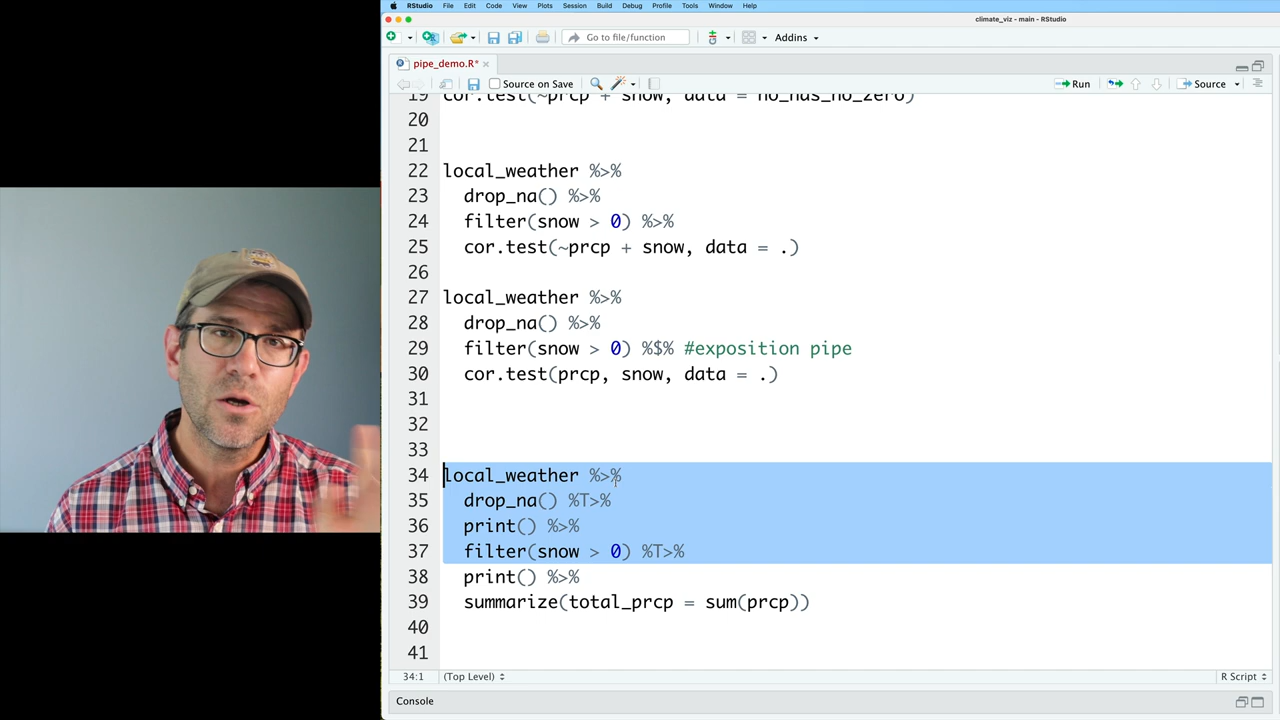 RStudio File Edit Code View Plots Session Build Debug Profile Tools Window Help
climate_viz - main - RStudio
Go to file/function Addins
pipe_demo.R*
Source on Save Run Source
19 cor.test(~prcp + snow, data = no_nas_no_zero)
20
21
22 local_weather %>%
23 drop_na() %>%
24 filter(snow > 0) %>%
25 cor.test(~prcp + snow, data = .)
26
27 local_weather %>%
28 drop_na() %>%
29 filter(snow > 0) %$% #exposition pipe
30 cor.test(prcp, snow, data = .)
31
32
33
34 local_weather %>%
35 drop_na() %T>%
36 print() %>%
37 filter(snow > 0) %T>%
38 print() %>%
39 summarize(total_prcp = sum(prcp))
40
41
34:1 (Top Level) R Script
Console